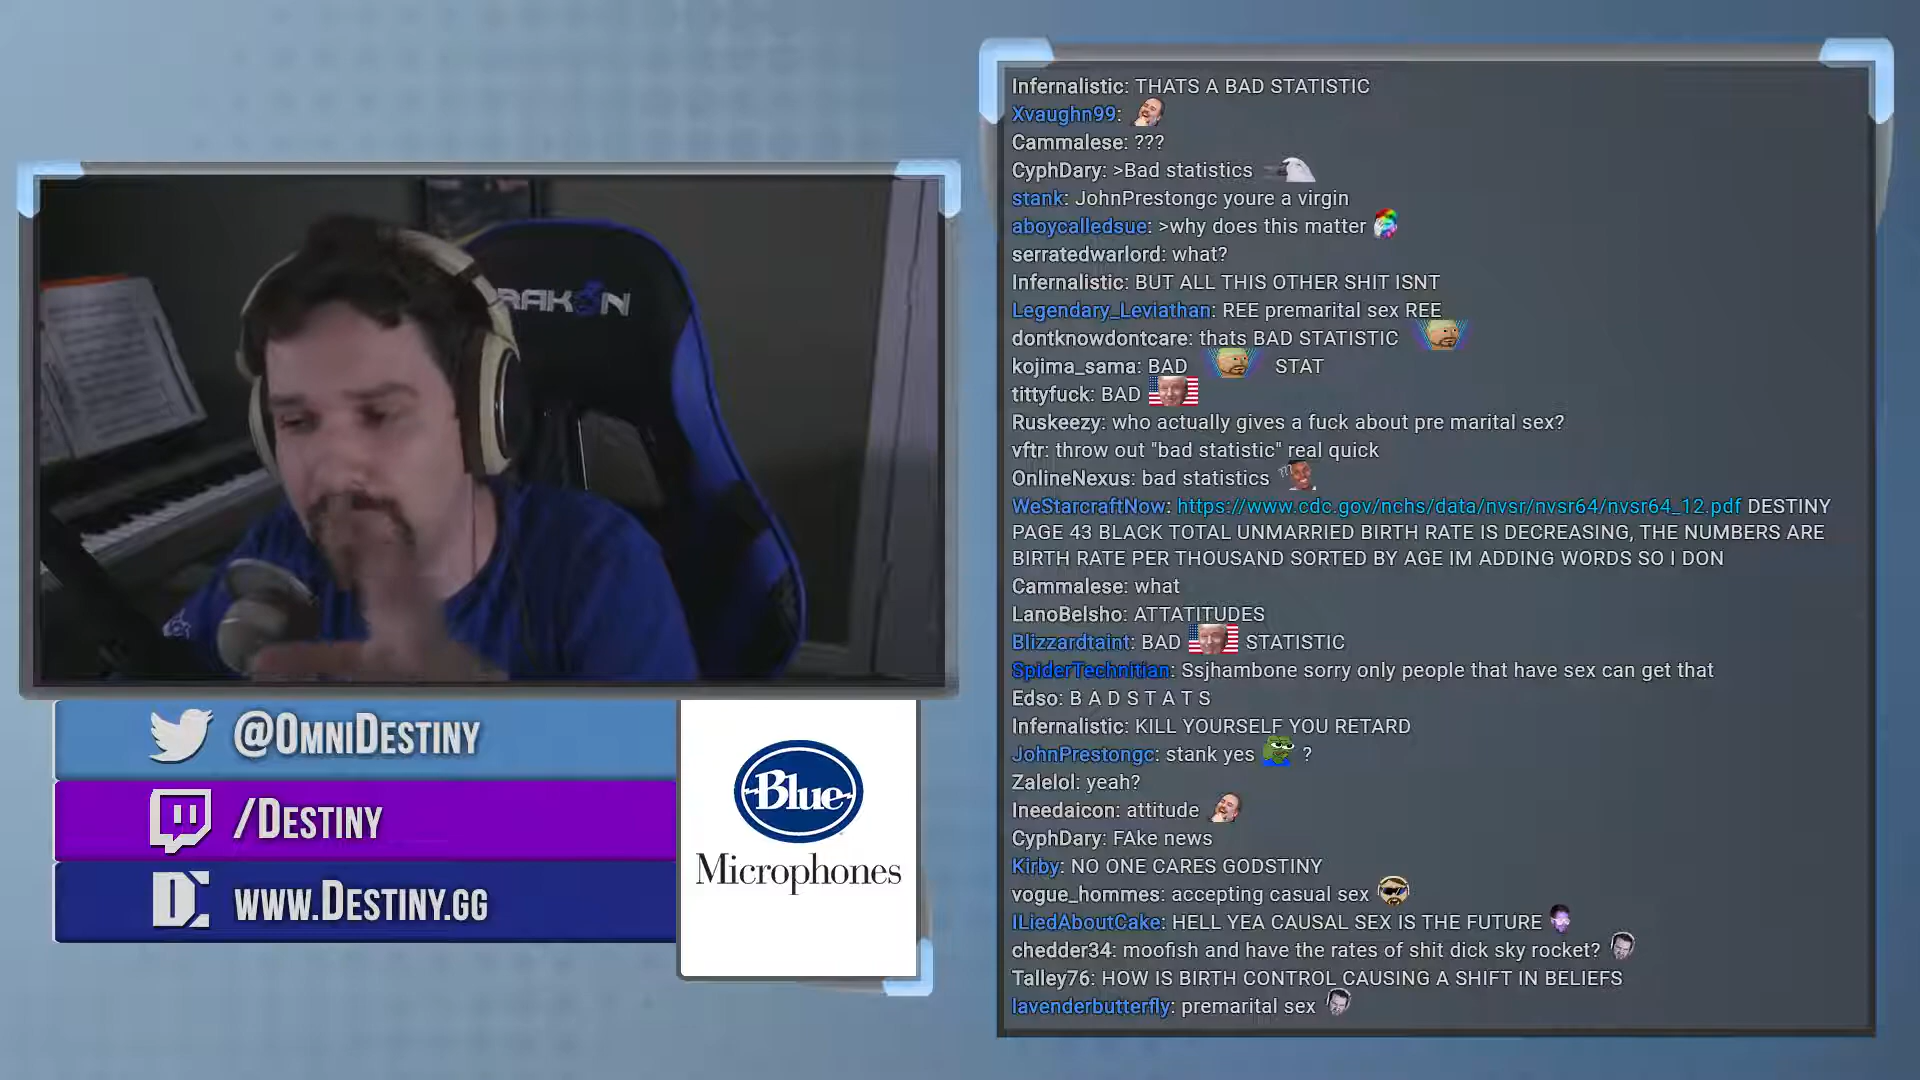 Infernalistic: THATS A BAD STATISTIC
Xvaughn99:
Cammalese: ???
CyphDary: >Bad statistics
stank: JohnPrestongc youre a virgin
aboycalledsue: >why does this matter
serratedwarlord: what?
Infernalistic: BUT ALL THIS OTHER SHIT ISNT
Legendary_Leviathan: REE premarital sex REE
dontknowdontcare: thats BAD STATISTIC
kojima_sama: BAD STAT
tittyfuck: BAD
Ruskeezy: who actually gives a fuck about pre marital sex?
vftr: throw out "bad statistic" real quick
OnlineNexus: bad statistics
WeStarcraftNow: https://www.cdc.gov/nchs/data/nvsr/nvsr64/nvsr64_12.pdf DESTINY
PAGE 43 BLACK TOTAL UNMARRIED BIRTH RATE IS DECREASING, THE NUMBERS ARE
BIRTH RATE PER THOUSAND SORTED BY AGE IM ADDING WORDS SO I DON
Cammalese: what
LanoBelsho: ATTATITUDES
Blizzardtaint: BAD STATISTIC
SpiderTechnitian: Ssjhambone sorry only people that have sex can get that
Edso: B A D S T A T S
Infernalistic: KILL YOURSELF YOU RETARD
JohnPrestongc: stank yes ?
Zalelol: yeah?
Ineedaicon: attitude
CyphDary: FAke news
Kirby: NO ONE CARES GODSTINY
vogue_hommes: accepting casual sex
ILiedAboutCake: HELL YEA CAUSAL SEX IS THE FUTURE
chedder34: moofish and have the rates of shit dick sky rocket?
Talley76: HOW IS BIRTH CONTROL CAUSING A SHIFT IN BELIEFS
lavenderbutterfly: premarital sex
RAKEN
@OMNIDESTINY
/DESTINY
WWW.DESTINY.GG
Blue
Microphones